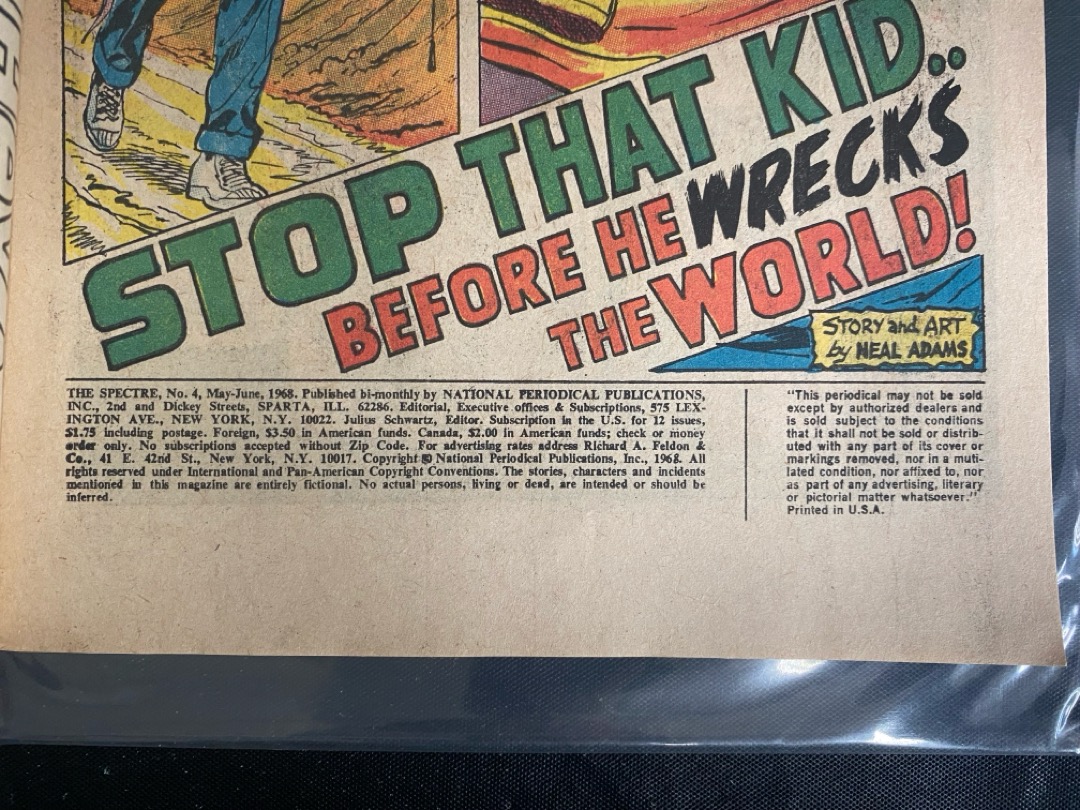 STOP THAT KID..
BEFORE HE WRECKS
THE WORLD!
STORY and ART
by NEAL ADAMS
THE SPECTRE, No. 4, May-June, 1968. Published bi-monthly by NATIONAL PERIODICAL PUBLICATIONS,
INC., 2nd and Dickey Streets, SPARTA, ILL. 62286. Editorial, Executive offices & Subscriptions, 575 LEX-
INGTON AVE., NEW YORK, N.Y. 10022. Julius Schwartz, Editor. Subscription in the U.S. for 12 issues,
$1.75 including postage. Foreign, $3.50 in American funds. Canada, $2.00 in American funds; check or money
order only. No subscriptions accepted without Zip Code. For advertising rates address Richard A. Feldon &
Co., 41 E. 42nd St., New York, N.Y. 10017. Copyright © National Periodical Publications, Inc., 1968. All
rights reserved under International and Pan-American Copyright Conventions. The stories, characters and incidents
mentioned in this magazine are entirely fictional. No actual persons, living or dead, are intended or should be
inferred.
"This periodical may not be sold
except by authorized dealers and
is sold subject to the conditions
that it shall not be sold or distrib-
uted with any part of its cover or
markings removed, nor in a muti-
lated condition, nor affixed to, nor
as part of any advertising, literary
or pictorial matter whatsoever."
Printed in U.S.A.